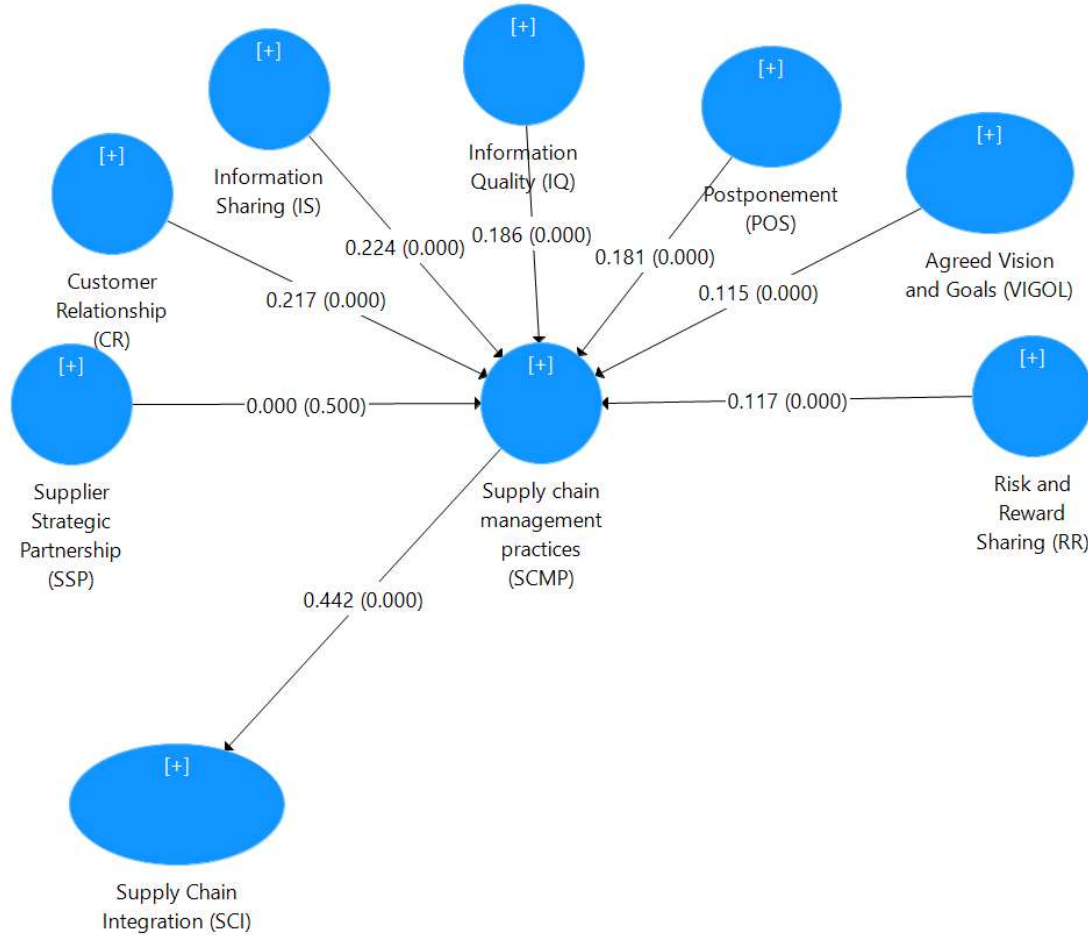 [+]
Information
Sharing (IS)
[+]
Information
Quality (IQ)
[+]
Postponement
(POS)
[+]
Agreed Vision
and Goals (VIGOL)
[+]
Customer
Relationship
(CR)
0.224 (0.000)
0.186 (0.000)
0.181 (0.000)
0.217 (0.000)
0.115 (0.000)
[+]
Supplier
Strategic
Partnership
(SSP)
0.000 (0.500)
[+]
Supply chain
management
practices
(SCMP)
0.117 (0.000)
[+]
Risk and
Reward
Sharing (RR)
0.442 (0.000)
[+]
Supply Chain
Integration (SCI)